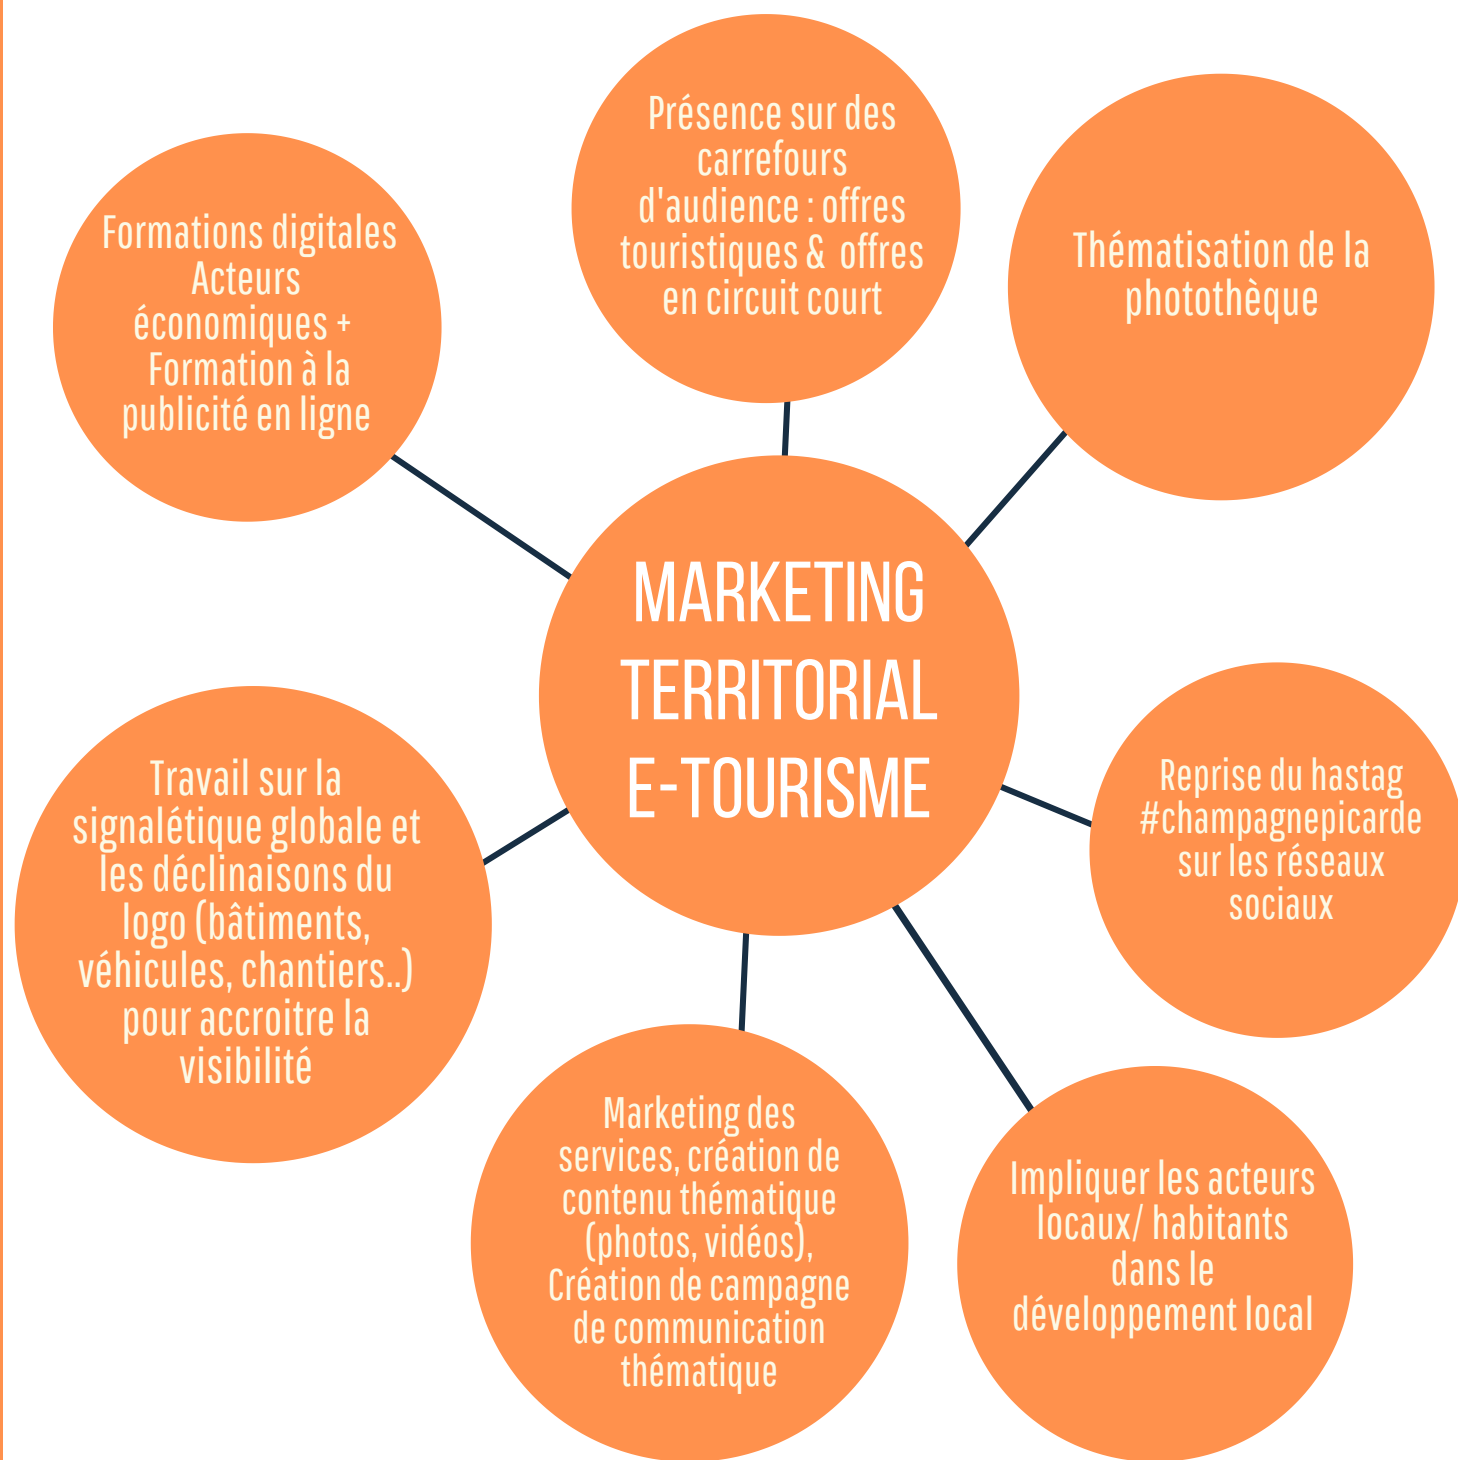 Présence sur des
carrefours
d'audience : offres
touristiques & offres
en circuit court
Formations digitales
Acteurs
économiques +
Formation à la
publicité en ligne
Thématisation de la
photothèque
MARKETING
TERRITORIAL
E-TOURISME
Travail sur la
signalétique globale et
les déclinaisons du
logo (bâtiments,
véhicules, chantiers..)
pour accroitre la
visibilité
Reprise du hastag
#champagnepicarde
sur les réseaux
sociaux
Marketing des
services, création de
contenu thématique
(photos, vidéos),
Création de campagne
de communication
thématique
Impliquer les acteurs
locaux/ habitants
dans le
développement local